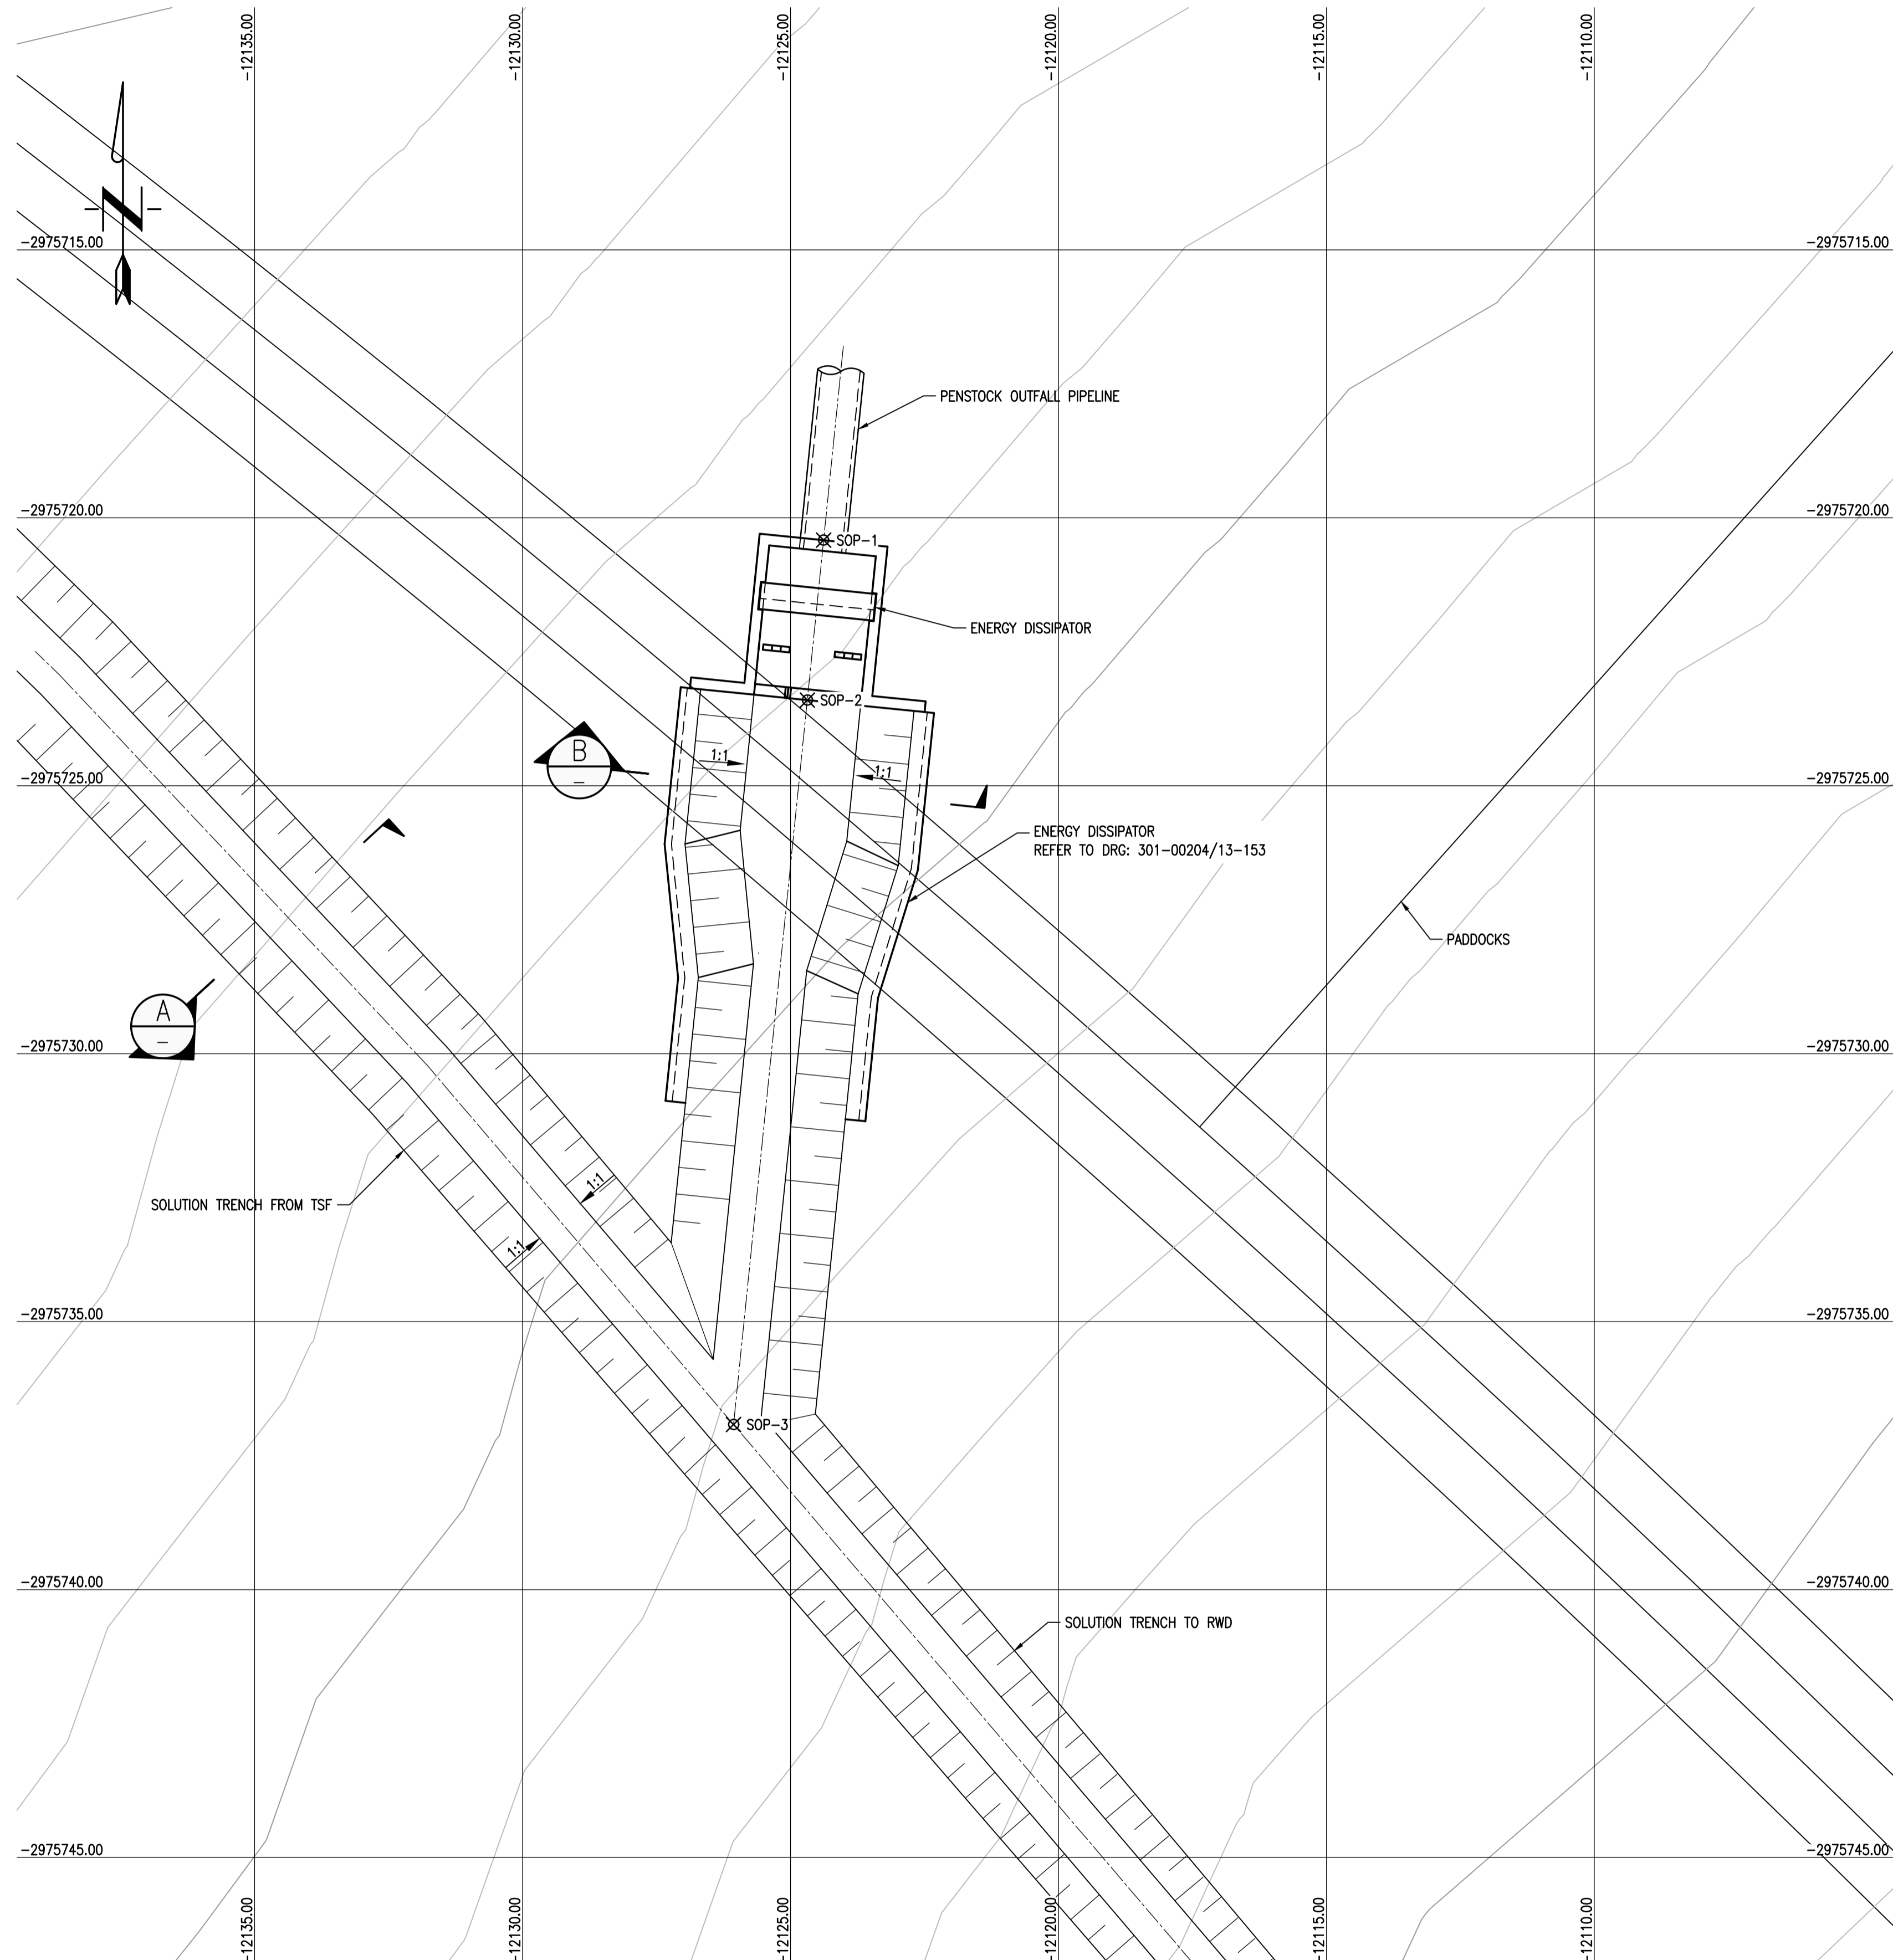 -12135.00
-12130.00
-12125.00
-12120.00
-12115.00
-12110.00
N
-2975715.00
-2975715.00
PENSTOCK OUTFALL PIPELINE
-2975720.00
-2975720.00
SOP-1
ENERGY DISSIPATOR
SOP-2
B
-
1:1
1:1
-2975725.00
-2975725.00
ENERGY DISSIPATOR
REFER TO DRG: 301-00204/13-153
PADDOCKS
A
-
-2975730.00
-2975730.00
1:1
SOLUTION TRENCH FROM TSF
1:1
-2975735.00
-2975735.00
SOP-3
-2975740.00
-2975740.00
SOLUTION TRENCH TO RWD
-2975745.00
-2975745.00
-12135.00
-12130.00
-12125.00
-12120.00
-12115.00
-12110.00